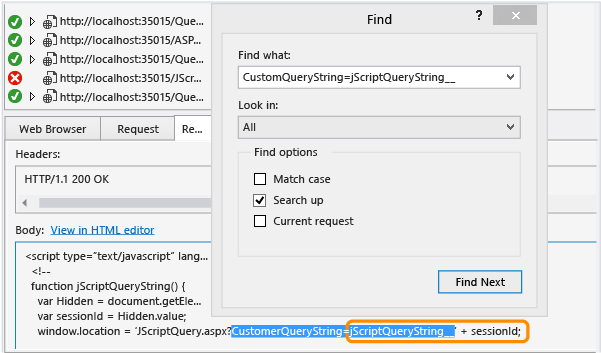 http://localhost:35015/Que...
http://localhost:35015/ASP...
http://localhost:35015/Que...
http://localhost:35015/JScr...
http://localhost:35015/Que...
Web Browser Request Re...
Headers:
HTTP/1.1 200 OK
Body: View in HTML editor
<script type="text/javascript" lang...
<!--
function jScriptQueryString() {
var Hidden = document.getEle...
var sessionId = Hidden.value;
window.location = 'JScriptQuery.aspx?CustomerQueryString=jScriptQueryString__' + sessionId;
Find
?
Find what:
CustomQueryString=jScriptQueryString__
Look in:
All
Find options
Match case
Search up
Current request
Find Next